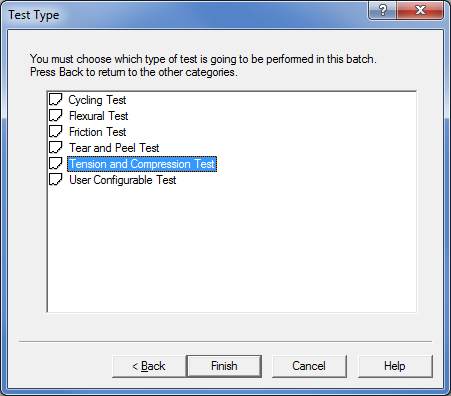 Test Type
?
You must choose which type of test is going to be performed in this batch.
Press Back to return to the other categories.
Cycling Test
Flexural Test
Friction Test
Tear and Peel Test
Tension and Compression Test
User Configurable Test
< Back Finish Cancel Help